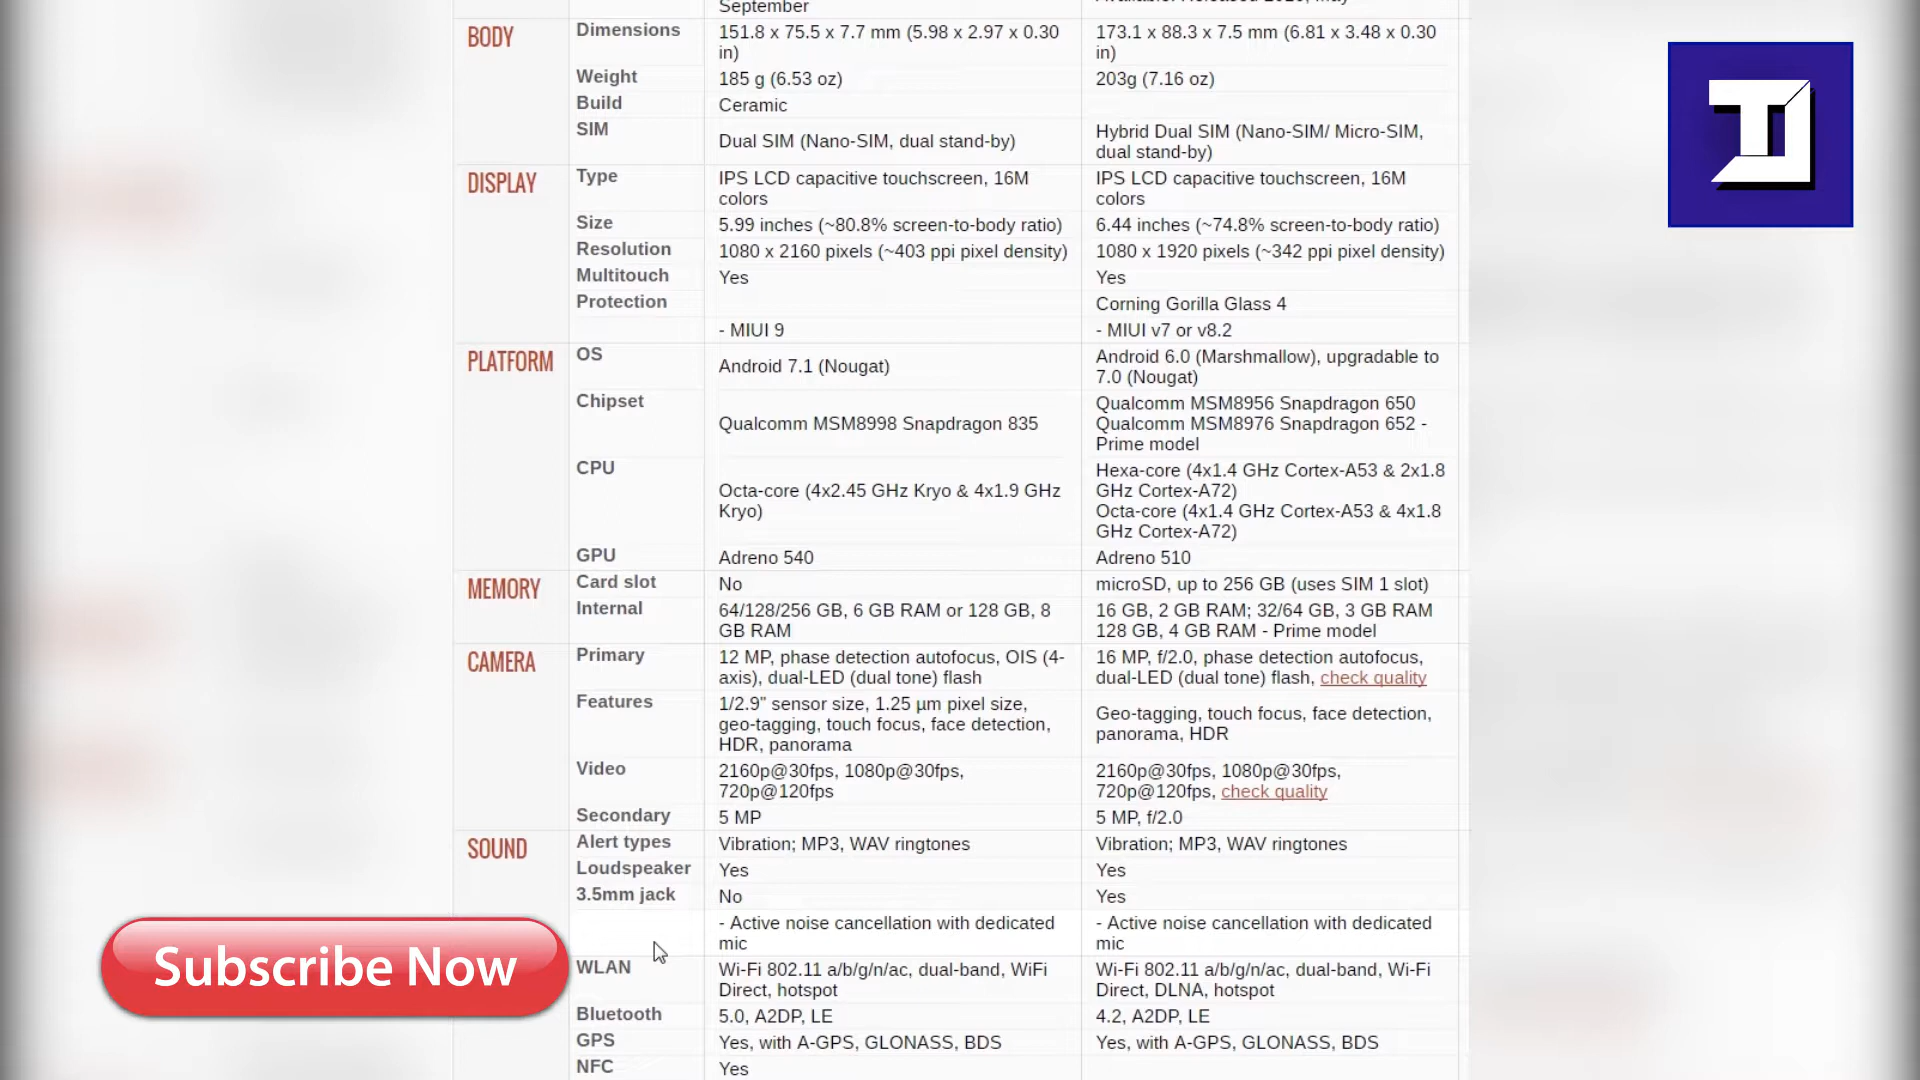 September
BODY
Dimensions
151.8 x 75.5 x 7.7 mm (5.98 x 2.97 x 0.30
in)
173.1 x 88.3 x 7.5 mm (6.81 x 3.48 x 0.30
in)
Weight
185 g (6.53 oz)
203g (7.16 oz)
Build
Ceramic
SIM
Dual SIM (Nano-SIM, dual stand-by)
Hybrid Dual SIM (Nano-SIM/ Micro-SIM,
dual stand-by)
DISPLAY
Type
IPS LCD capacitive touchscreen, 16M
colors
IPS LCD capacitive touchscreen, 16M
colors
Size
5.99 inches (~80.8% screen-to-body ratio)
6.44 inches (~74.8% screen-to-body ratio)
Resolution
1080 x 2160 pixels (~403 ppi pixel density)
1080 x 1920 pixels (~342 ppi pixel density)
Multitouch
Yes
Yes
Protection
Corning Gorilla Glass 4
- MIUI 9
- MIUI v7 or v8.2
PLATFORM
OS
Android 7.1 (Nougat)
Android 6.0 (Marshmallow), upgradable to
7.0 (Nougat)
Chipset
Qualcomm MSM8998 Snapdragon 835
Qualcomm MSM8956 Snapdragon 650
Qualcomm MSM8976 Snapdragon 652 -
Prime model
CPU
Octa-core (4x2.45 GHz Kryo & 4x1.9 GHz
Kryo)
Hexa-core (4x1.4 GHz Cortex-A53 & 2x1.8
GHz Cortex-A72)
Octa-core (4x1.4 GHz Cortex-A53 & 4x1.8
GHz Cortex-A72)
GPU
Adreno 540
Adreno 510
MEMORY
Card slot
No
microSD, up to 256 GB (uses SIM 1 slot)
Internal
64/128/256 GB, 6 GB RAM or 128 GB, 8
GB RAM
16 GB, 2 GB RAM; 32/64 GB, 3 GB RAM
128 GB, 4 GB RAM - Prime model
CAMERA
Primary
12 MP, phase detection autofocus, OIS (4-
axis), dual-LED (dual tone) flash
16 MP, f/2.0, phase detection autofocus,
dual-LED (dual tone) flash, check quality
Features
1/2.9" sensor size, 1.25 µm pixel size,
geo-tagging, touch focus, face detection,
HDR, panorama
Geo-tagging, touch focus, face detection,
panorama, HDR
Video
2160p@30fps, 1080p@30fps,
720p@120fps
2160p@30fps, 1080p@30fps,
720p@120fps, check quality
Secondary
5 MP
5 MP, f/2.0
SOUND
Alert types
Vibration; MP3, WAV ringtones
Vibration; MP3, WAV ringtones
Loudspeaker
Yes
Yes
3.5mm jack
No
Yes
- Active noise cancellation with dedicated
mic
- Active noise cancellation with dedicated
mic
WLAN
Wi-Fi 802.11 a/b/g/n/ac, dual-band, WiFi
Direct, hotspot
Wi-Fi 802.11 a/b/g/n/ac, dual-band, Wi-Fi
Direct, DLNA, hotspot
Bluetooth
5.0, A2DP, LE
4.2, A2DP, LE
GPS
Yes, with A-GPS, GLONASS, BDS
Yes, with A-GPS, GLONASS, BDS
NFC
Yes
Subscribe Now
TJ